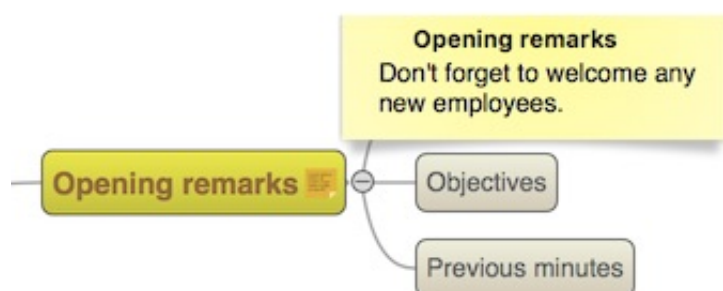 Opening remarks
Don't forget to welcome any
new employees.
Opening remarks
Objectives
Previous minutes